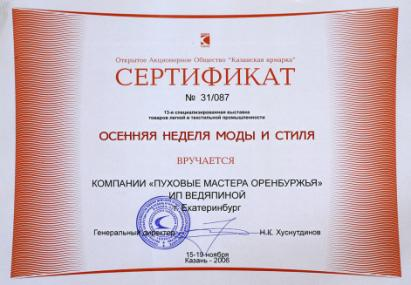 Открытое Акционерное Общество "Казанская ярмарка"
СЕРТИФИКАТ
№ 31/087
13-я специализированная выставка
товаров легкой и текстильной промышленности
ОСЕННЯЯ НЕДЕЛЯ МОДЫ И СТИЛЯ
ВРУЧАЕТСЯ
КОМПАНИИ «ПУХОВЫЕ МАСТЕРА ОРЕНБУРЖЬЯ»
ИП ВЕДЯПИНОЙ
г. Екатеринбург
Генеральный директор Н.К. Хуснутдинов
15-19 ноября
Казань - 2006